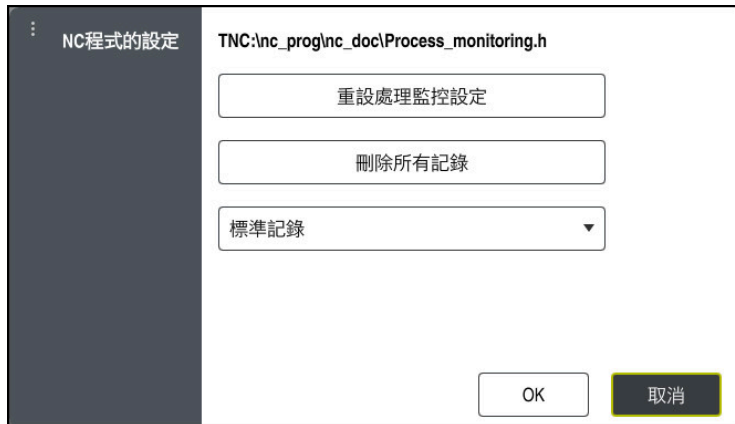 NC程式的設定
TNC:\nc_prog\nc_doc\Process_monitoring.h
重設處理監控設定
刪除所有記錄
標準記錄
OK
取消